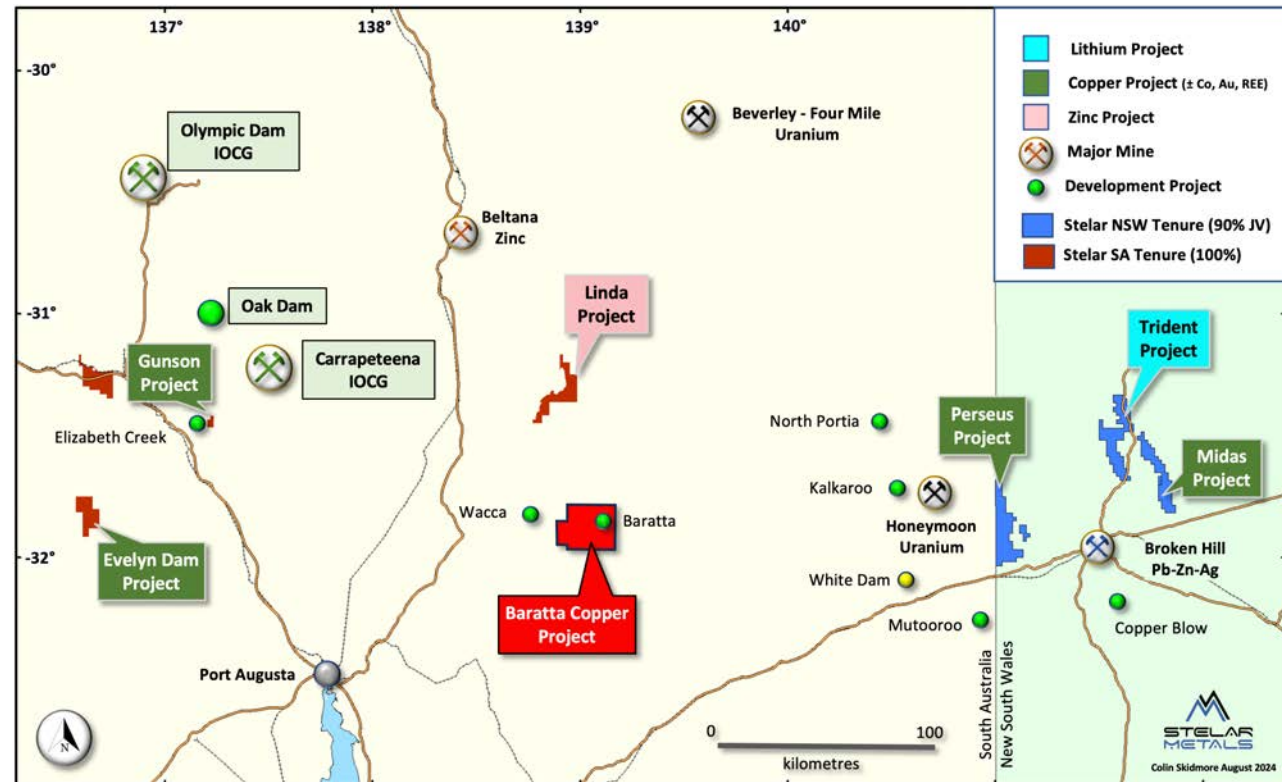 137°
138°
139°
140°
-30°
-31°
-32°
Lithium Project
Copper Project (± Co, Au, REE)
Zinc Project
Major Mine
Development Project
Stelar NSW Tenure (90% JV)
Stelar SA Tenure (100%)
Olympic Dam
IOCG
Beverley - Four Mile
Uranium
Beltana
Zinc
Oak Dam
Linda
Project
Gunson
Project
Carrapeteena
IOCG
Trident
Project
Elizabeth Creek
North Portia
Perseus
Project
Midas
Project
Kalkaroo
Wacca
Baratta
Honeymoon
Uranium
Evelyn Dam
Project
Broken Hill
Pb-Zn-Ag
White Dam
Baratta Copper
Project
Mutooroo
Copper Blow
Port Augusta
South Australia
New South Wales
0
100
kilometres
N
STELAR
METALS
Colin Skidmore August 2024